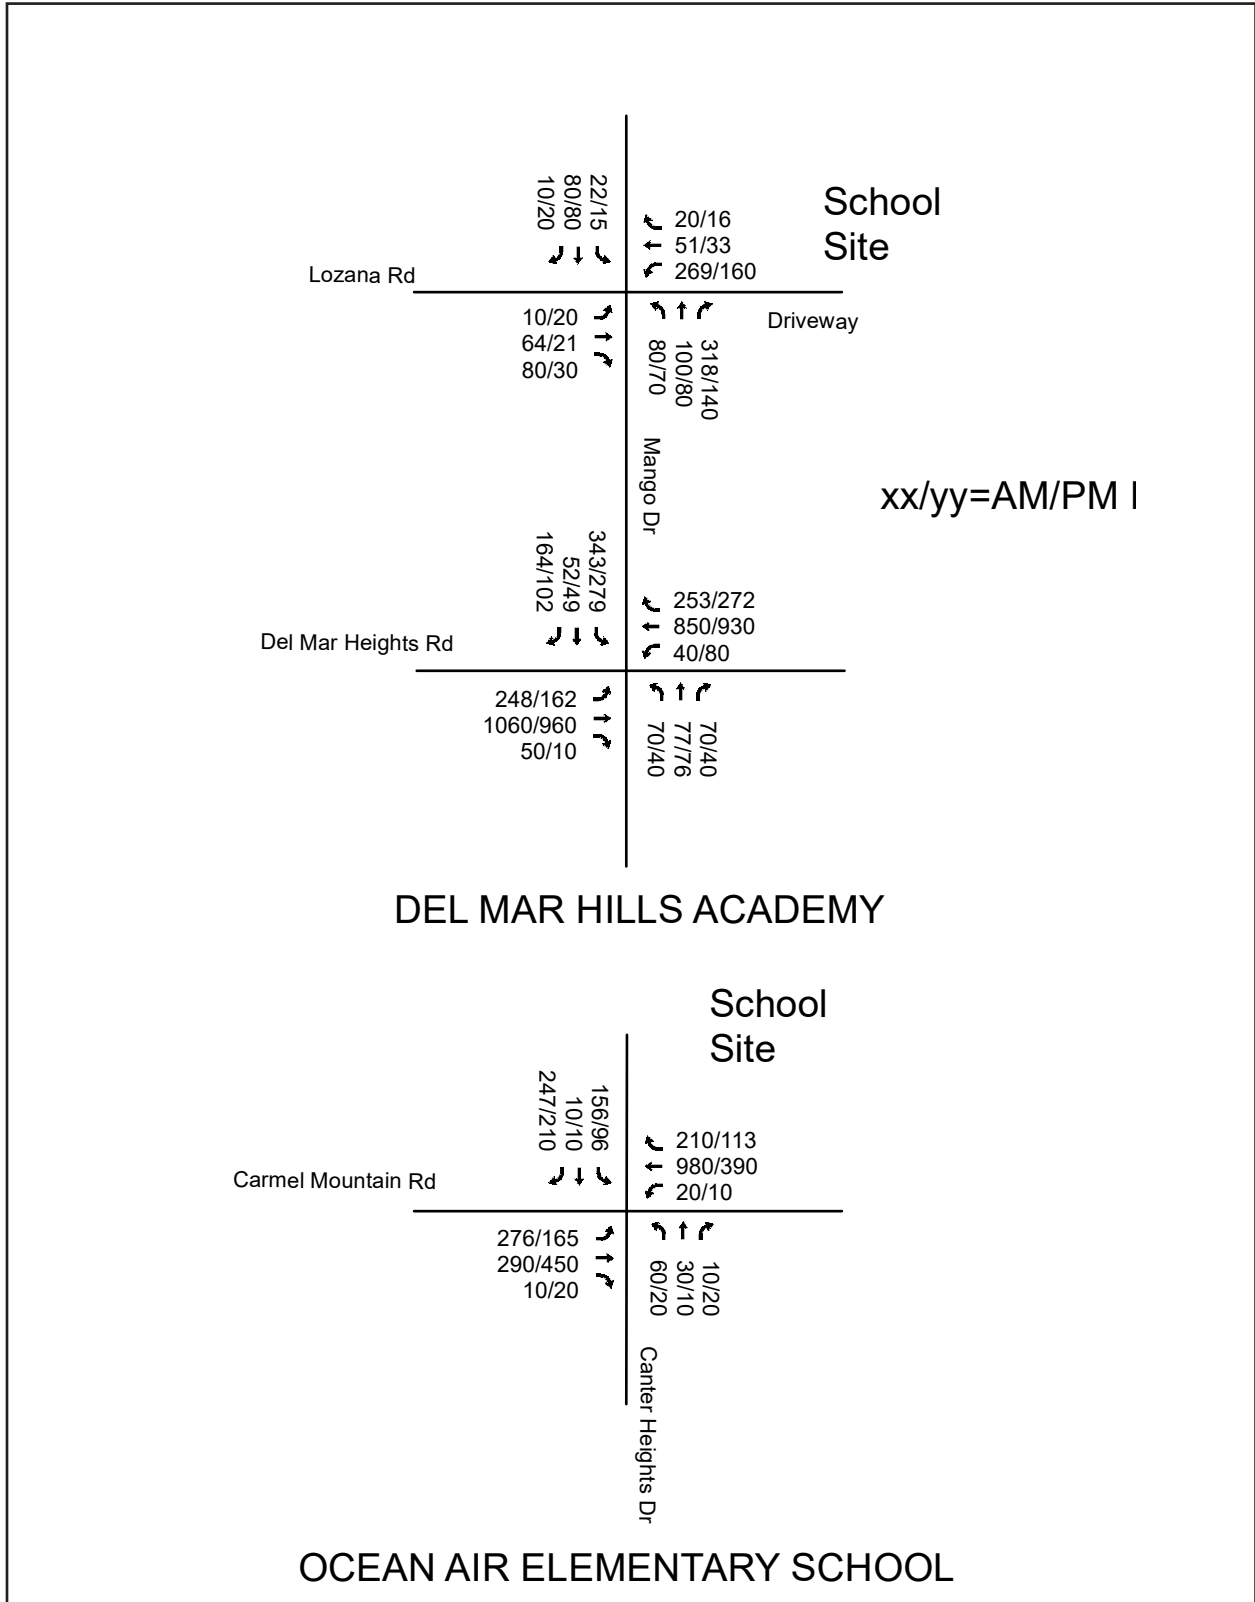 22/15
80/80
10/20
20/16
51/33
269/160
School
Site
Lozana Rd
10/20
64/21
80/30
Driveway
318/140
100/80
80/70
Mango Dr
xx/yy=AM/PM
343/279
52/49
164/102
253/272
850/930
40/80
Del Mar Heights Rd
248/162
1060/960
50/10
70/40
77/76
70/40
DEL MAR HILLS ACADEMY
School
Site
156/96
10/10
247/210
210/113
980/390
20/10
Carmel Mountain Rd
276/165
290/450
10/20
10/20
30/10
60/20
Canter Heights Dr
OCEAN AIR ELEMENTARY SCHOOL